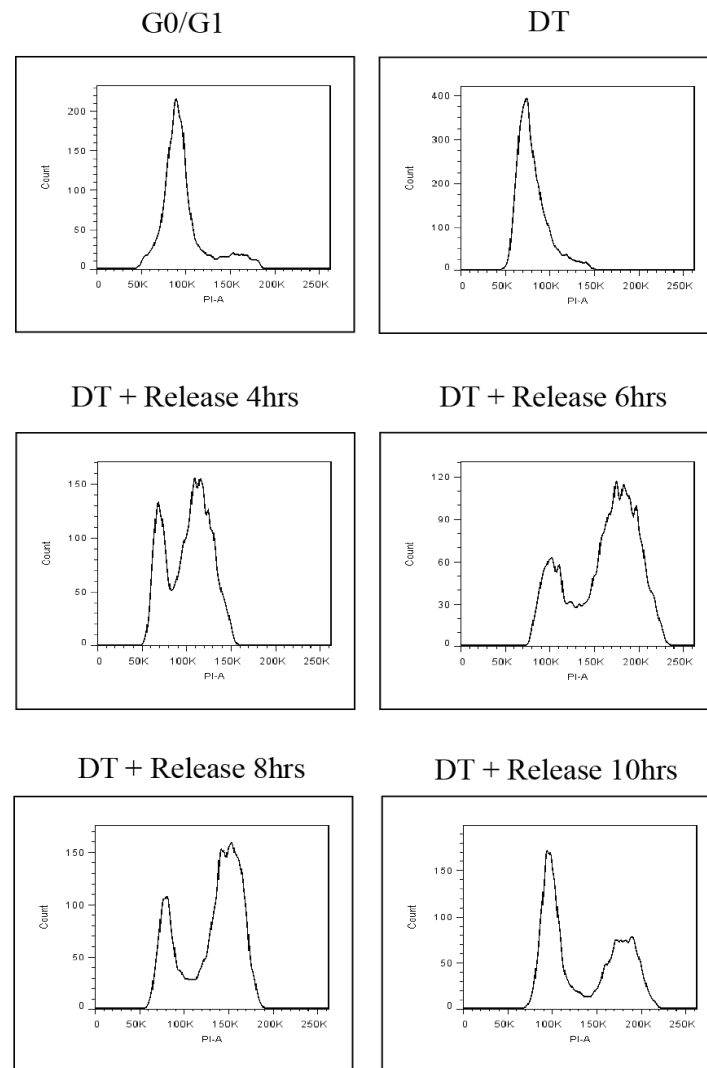 G0/G1
DT
200
150
100
50
0
Count
0 50K 100K 150K 200K 250K
PI-A
400
300
200
100
0
Count
0 50K 100K 150K 200K 250K
PI-A
DT + Release 4hrs
DT + Release 6hrs
150
100
50
0
Count
0 50K 100K 150K 200K 250K
PI-A
120
90
60
30
0
Count
0 50K 100K 150K 200K 250K
PI-A
DT + Release 8hrs
DT + Release 10hrs
150
100
50
0
Count
0 50K 100K 150K 200K 250K
PI-A
150
100
50
0
Count
0 50K 100K 150K 200K 250K
PI-A